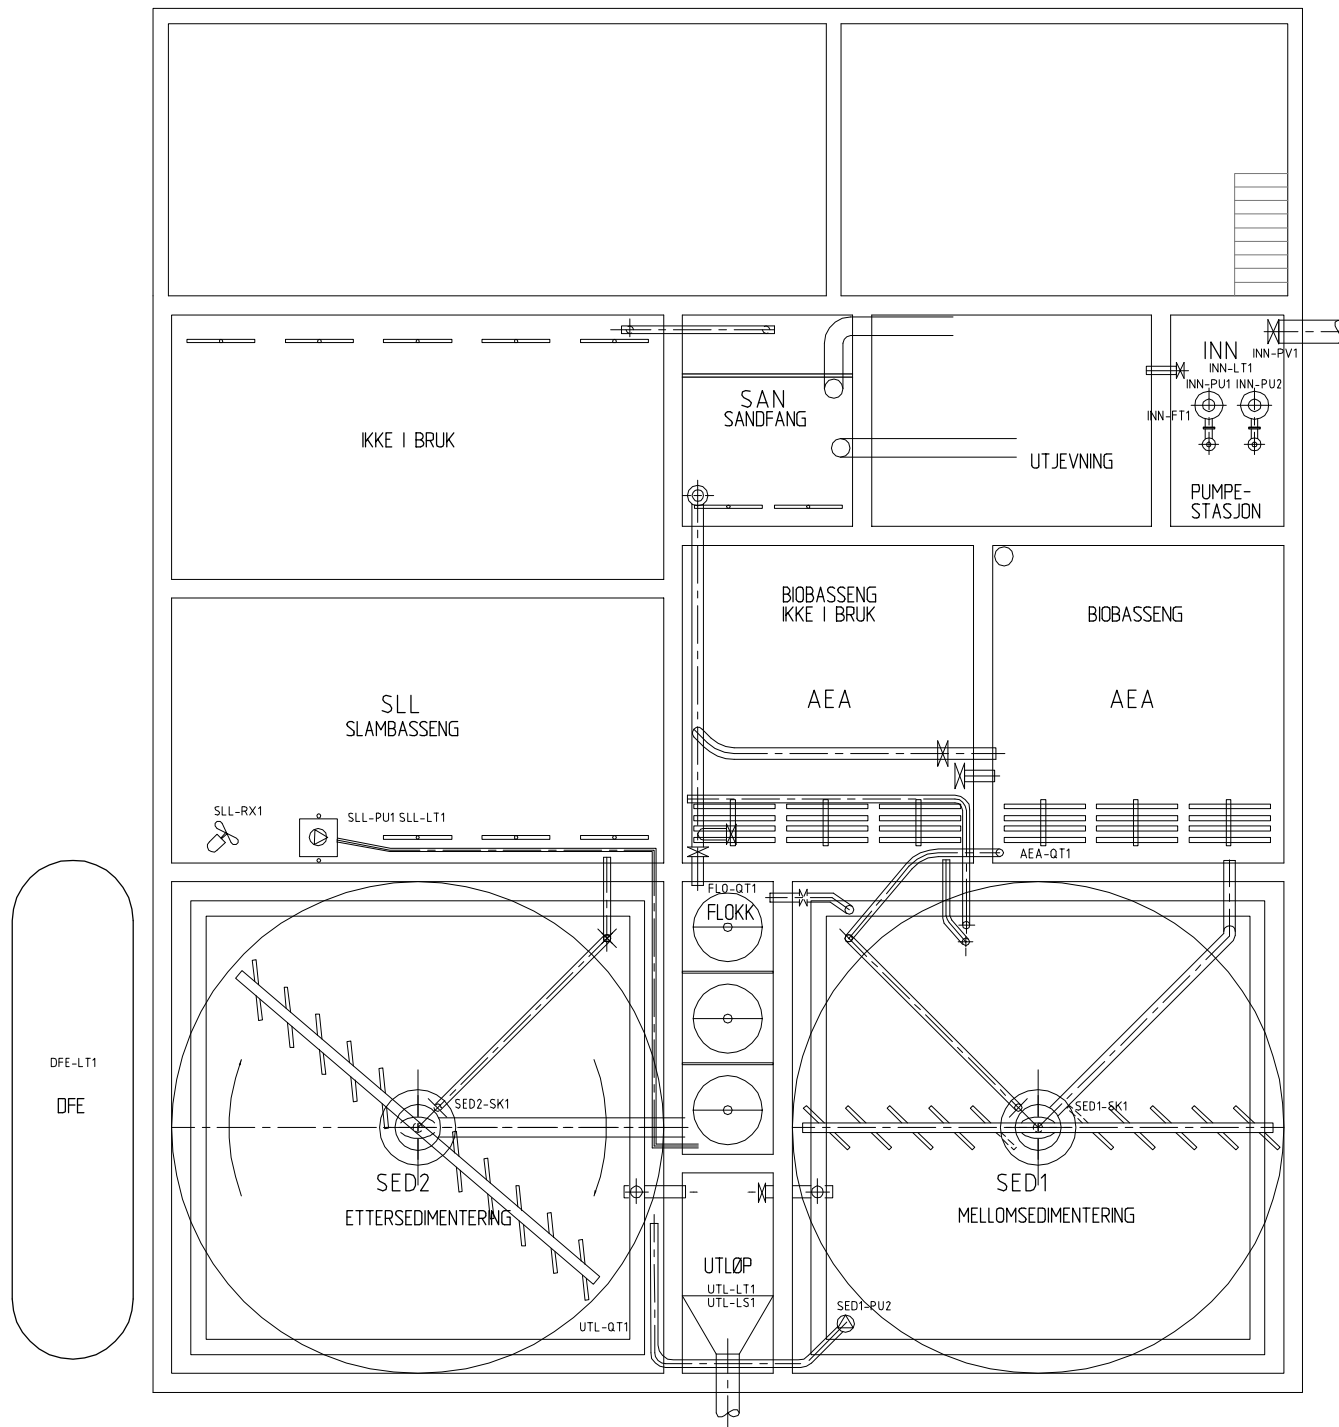 INN
INN-PV1
INN-LT1
INN-PU1 INN-PU2
INN-FT1
SAN
SANDFANG
IKKE I BRUK
UTJEVNING
PUMPE-
STASJON
BIOBASSENG
IKKE I BRUK
BIOBASSENG
AEA
AEA
SLL
SLAMBASSENG
SLL-RX1
SLL-PU1 SLL-LT1
AEA-QT1
FLO-QT1
FLOKK
DFE-LT1
DFE
SED2-SK1
SED1-SK1
SED2
ETTERSEDIMENTERING
SED1
MELLOMSEDIMENTERING
UTLØP
UTL-LT1
UTL-LS1
UTL-QT1
SED1-PU2